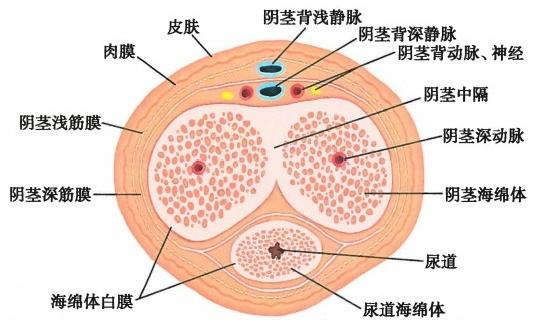 阴茎背浅静脉
皮肤
阴茎背深静脉
肉膜
阴茎背动脉、神经
阴茎中隔
阴茎浅筋膜
阴茎深动脉
阴茎深筋膜
阴茎海绵体
尿道
海绵体白膜
尿道海绵体